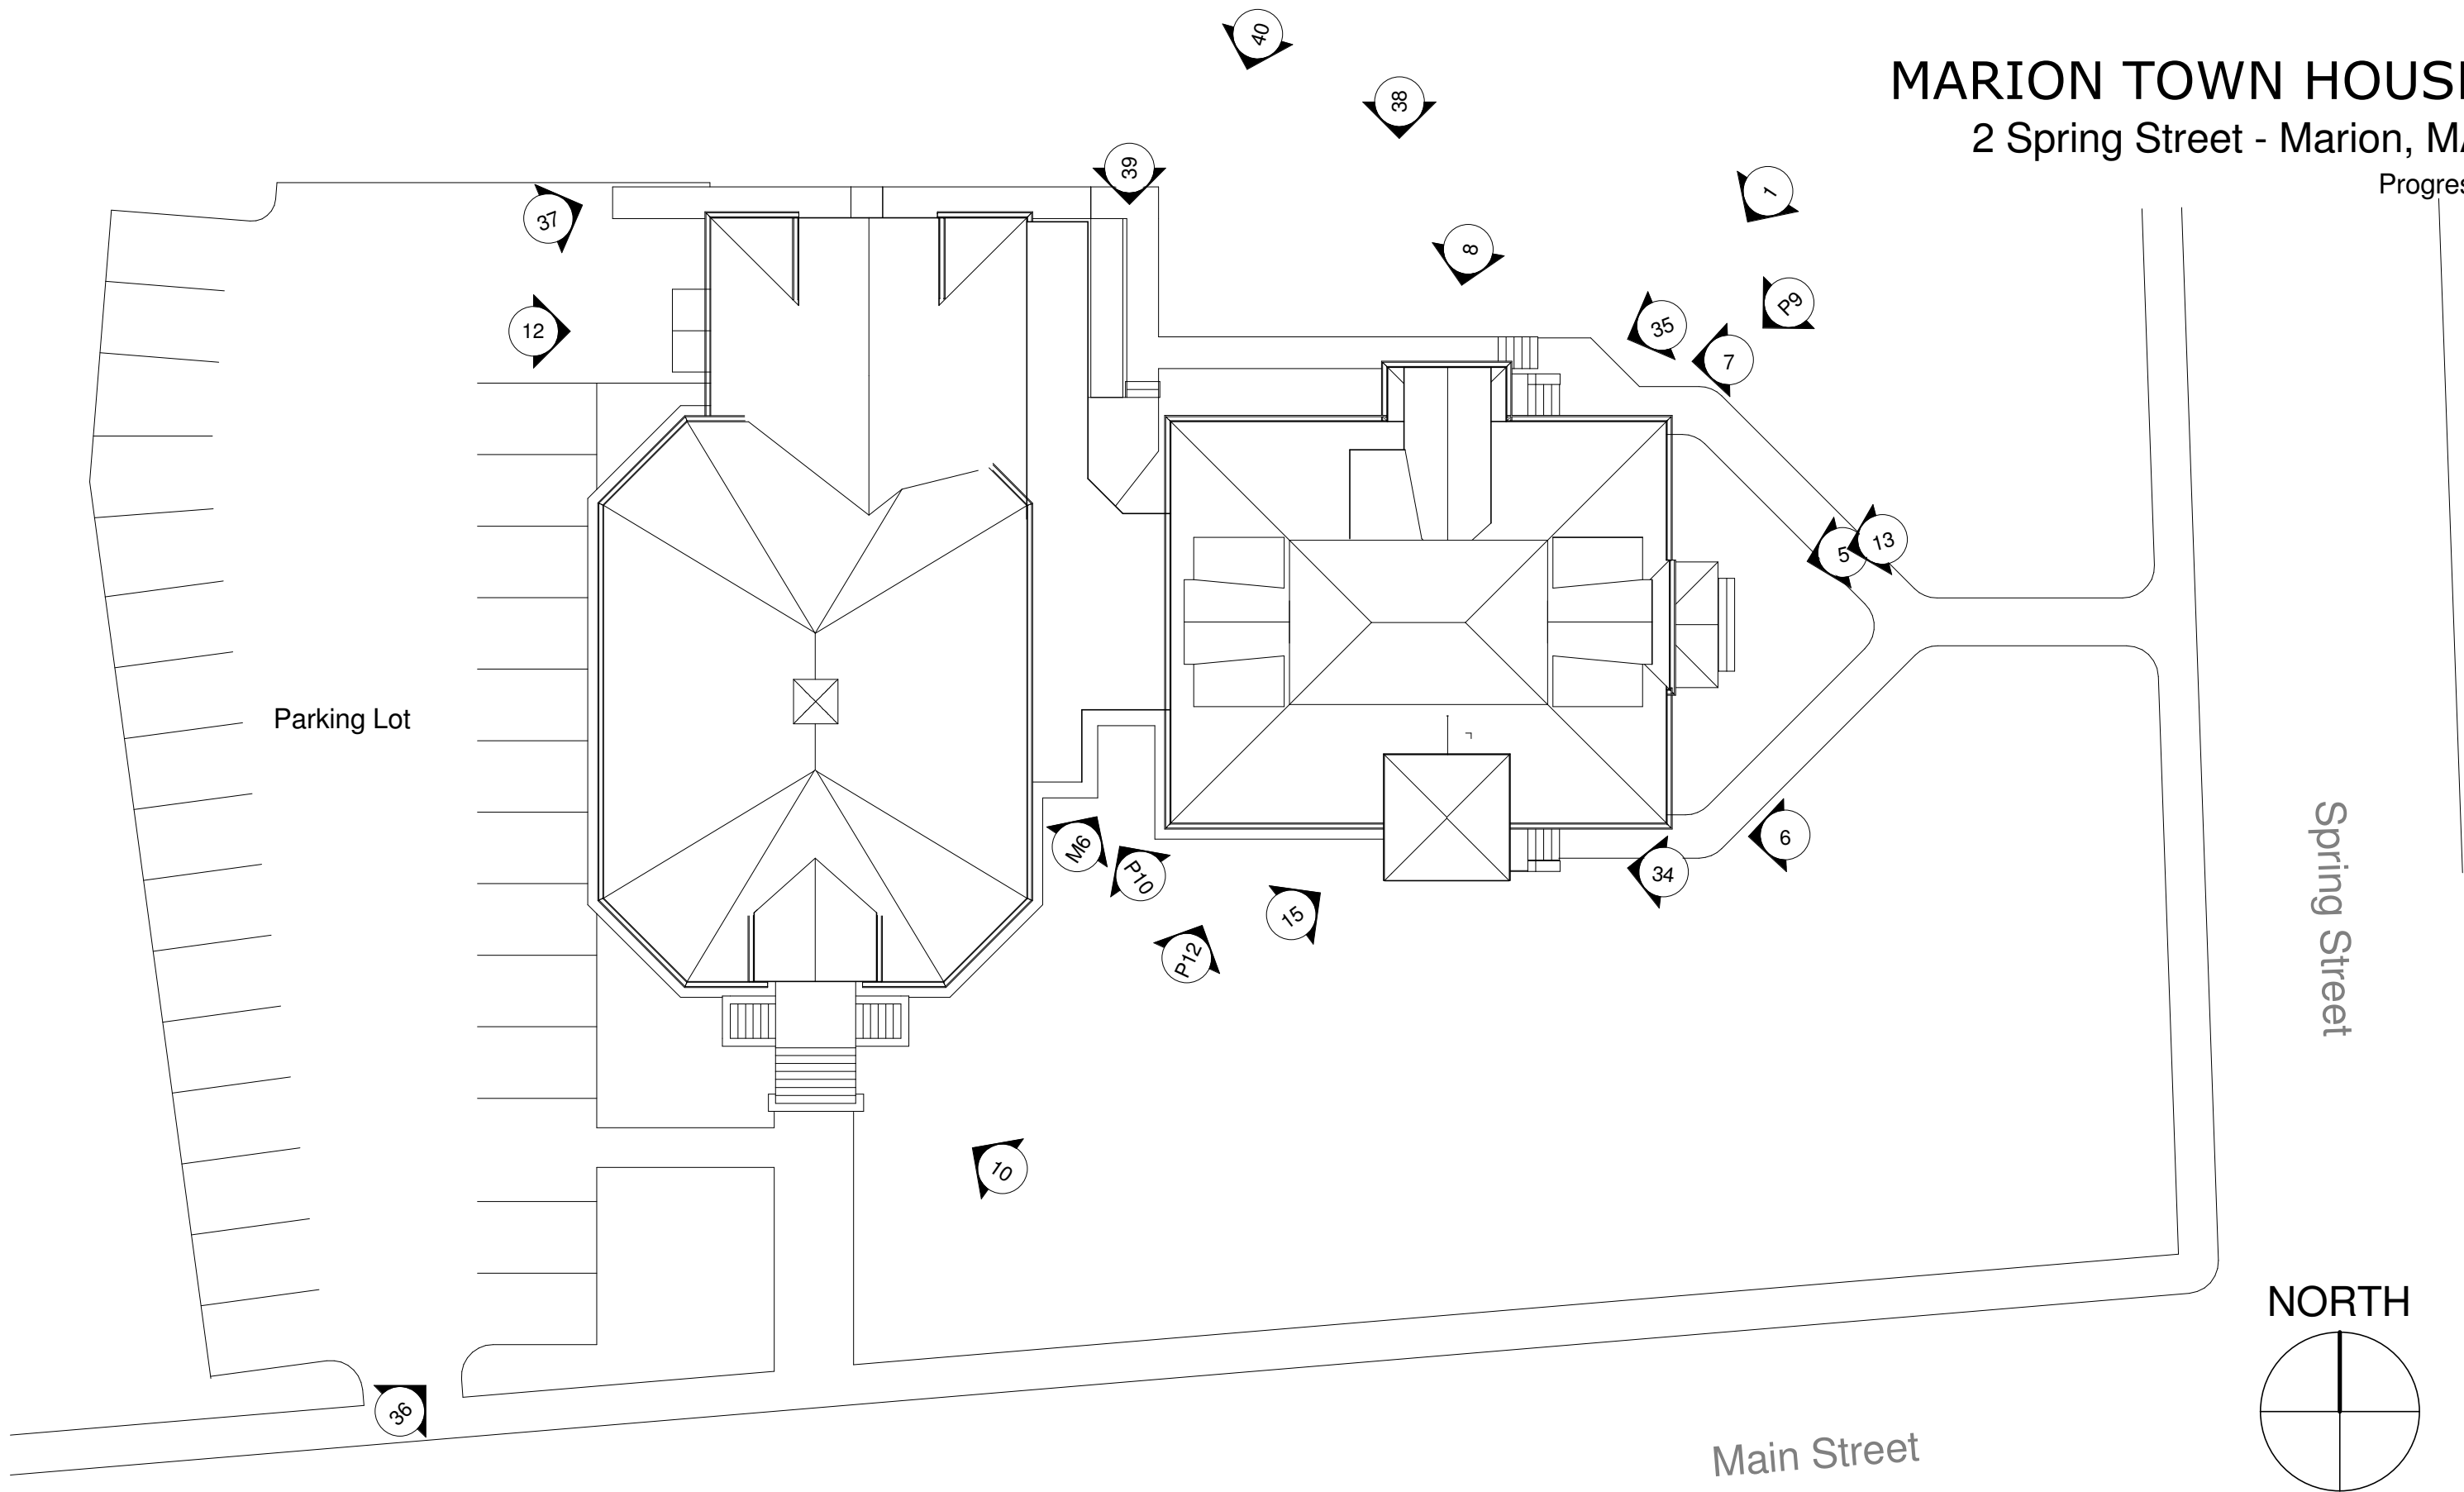 40
MARION TOWN HOUS
2 Spring Street - Marion, M
Progres
38
39
1
37
8
P9
35
12
7
13
5
Parking Lot
Spring Street
M6
6
P10
34
15
P12
10
NORTH
36
Main Street